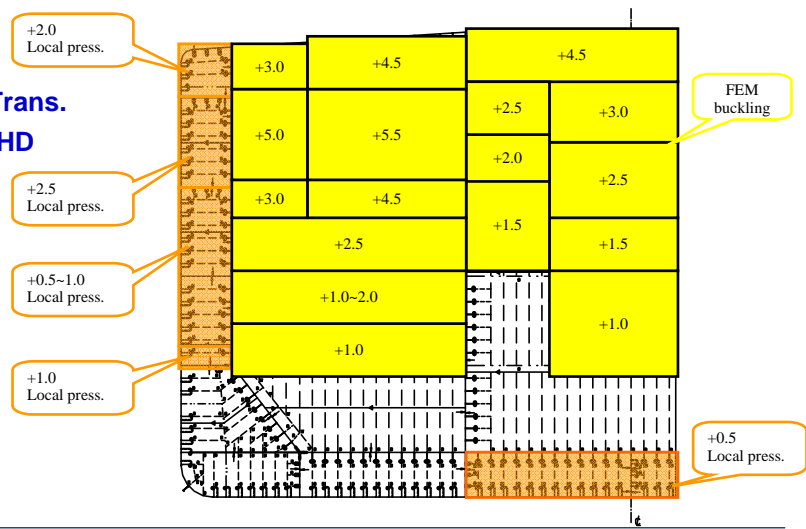 +2.0
Local press.
Trans.
HD
+2.5
Local press.
+0.5~1.0
Local press.
+1.0
Local press.
+3.0
+4.5
+4.5
+5.0
+5.5
+2.5
+3.0
+2.0
+2.5
+3.0
+4.5
+1.5
+1.5
+2.5
+1.0~2.0
+1.0
+1.0
FEM
buckling
+0.5
Local press.